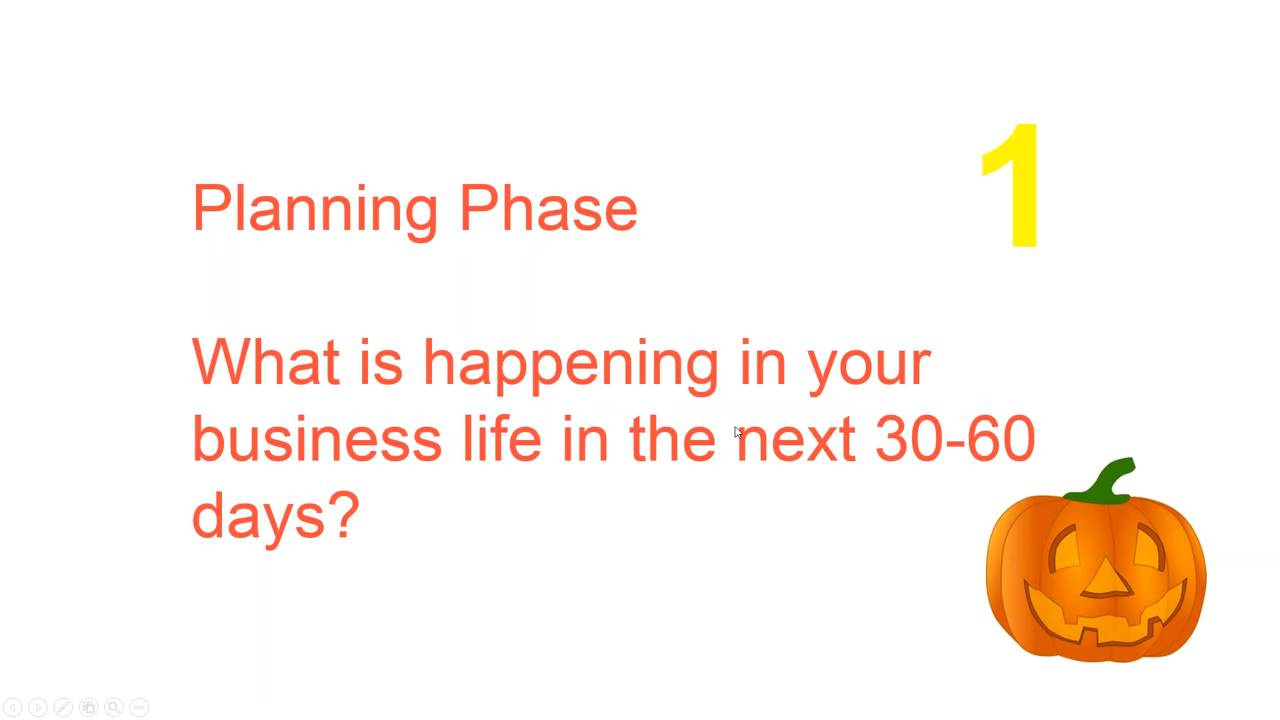 1
Planning Phase
What is happening in your
business life in the next 30-60
days?